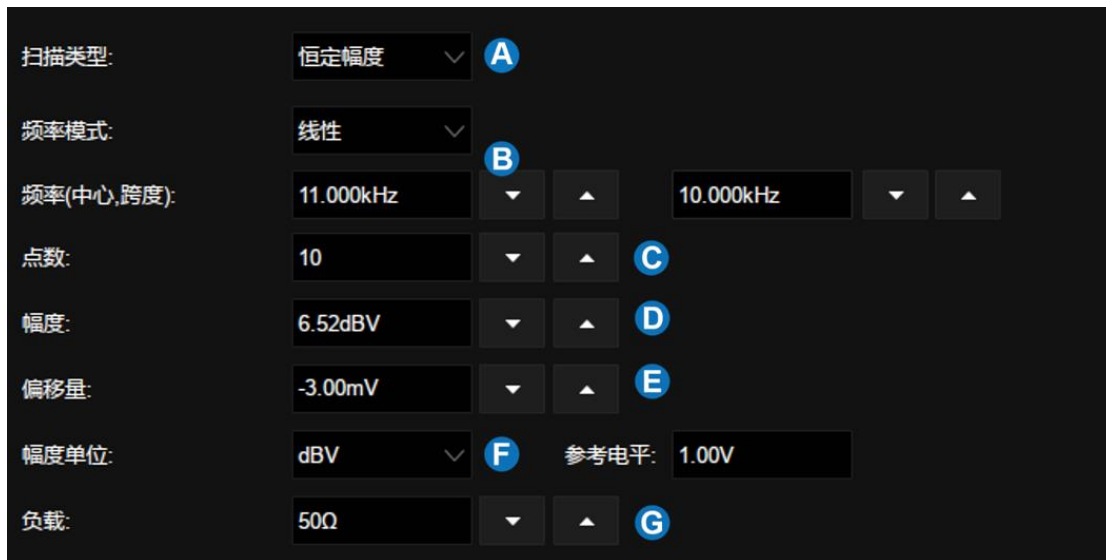 扫描类型: 恒定幅度 A
频率模式: 线性
B
频率(中心,跨度): 11.000kHz 10.000kHz
点数: 10 C
幅度: 6.52dBV D
偏移量: -3.00mV E
幅度单位: dBV F 参考电平: 1.00V
负载: 50Ω G